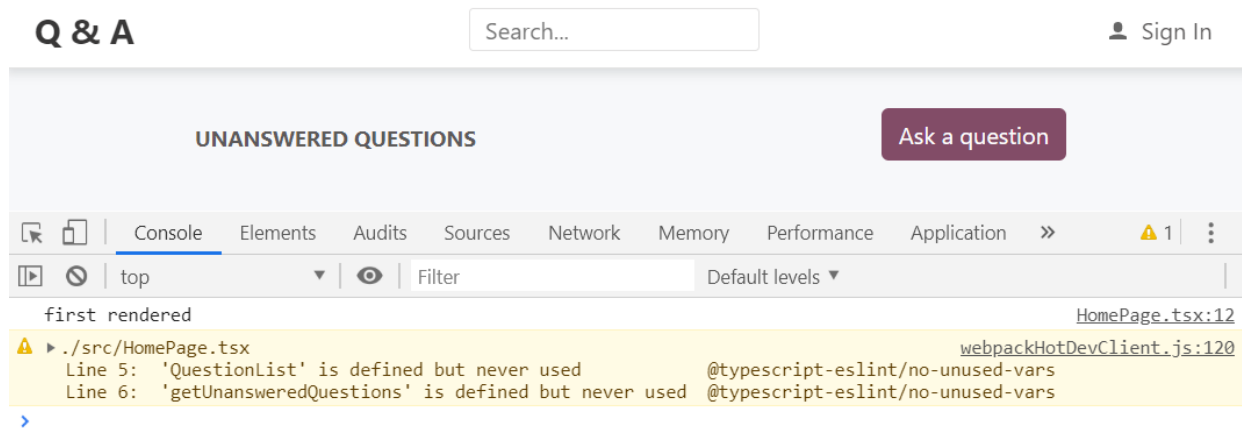 Q & A Search... Sign In
UNANSWERED QUESTIONS Ask a question
Console Elements Audits Sources Network Memory Performance Application » 1
top Filter Default levels
first rendered HomePage.tsx:12
./src/HomePage.tsx webpackHotDevClient.js:120
Line 5: 'QuestionList' is defined but never used @typescript-eslint/no-unused-vars
Line 6: 'getUnansweredQuestions' is defined but never used @typescript-eslint/no-unused-vars